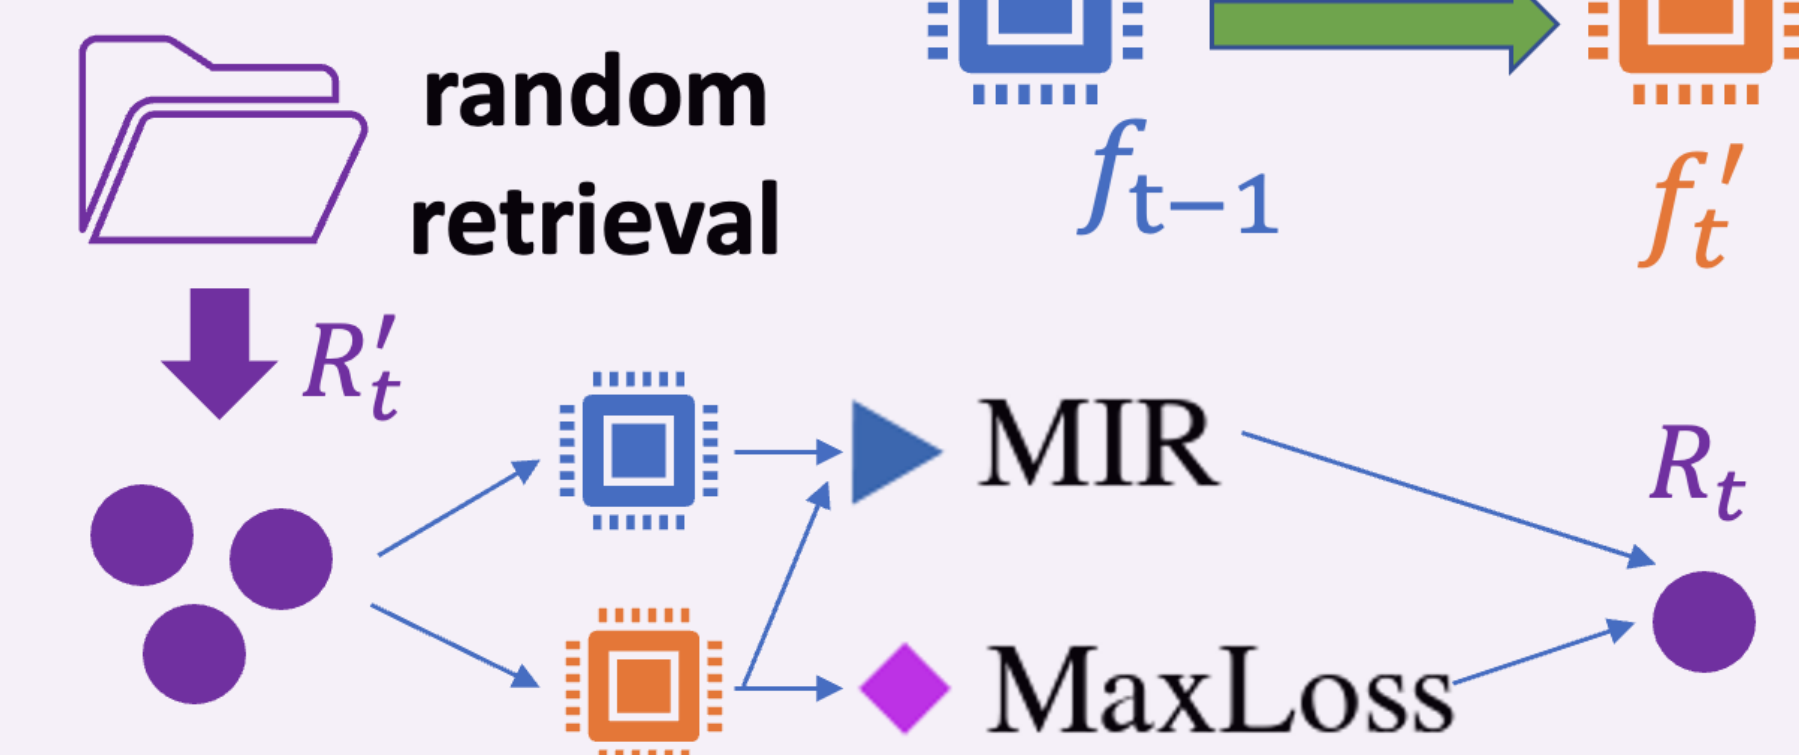 random
retrieval
f_{t-1}
f'_t
R'_t
MIR
R_t
MaxLoss